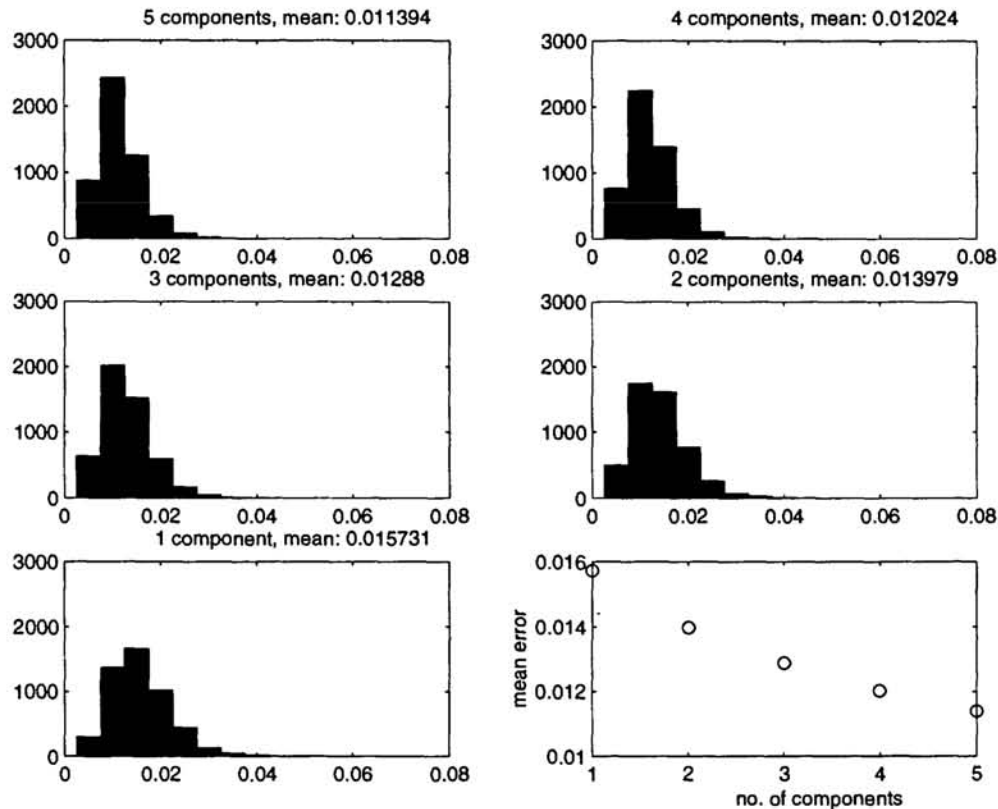 5 components, mean: 0.011394
3000
2000
1000
0
0 0.02 0.04 0.06 0.08
4 components, mean: 0.012024
3000
2000
1000
0
0 0.02 0.04 0.06 0.08
3 components, mean: 0.01288
3000
2000
1000
0
0 0.02 0.04 0.06 0.08
2 components, mean: 0.013979
3000
2000
1000
0
0 0.02 0.04 0.06 0.08
1 component, mean: 0.015731
3000
2000
1000
0
0 0.02 0.04 0.06 0.08
mean error
0.016
0.014
0.012
0.01
1 2 3 4 5
no. of components